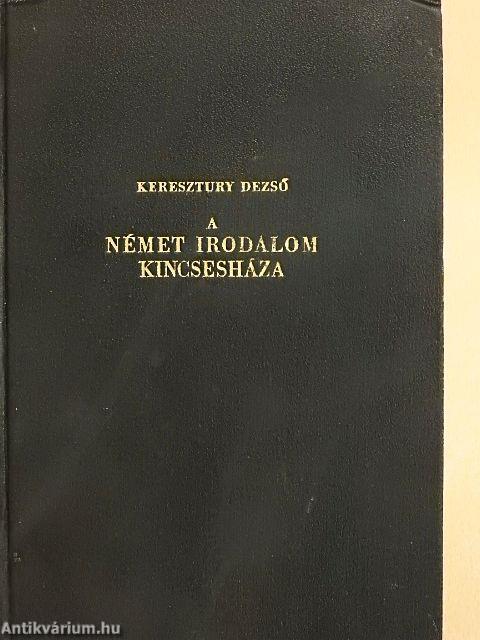 KERESZTURY DEZSŐ
A
NÉMET IRODALOM
KINCSESHÁZA
Antikvárium.hu